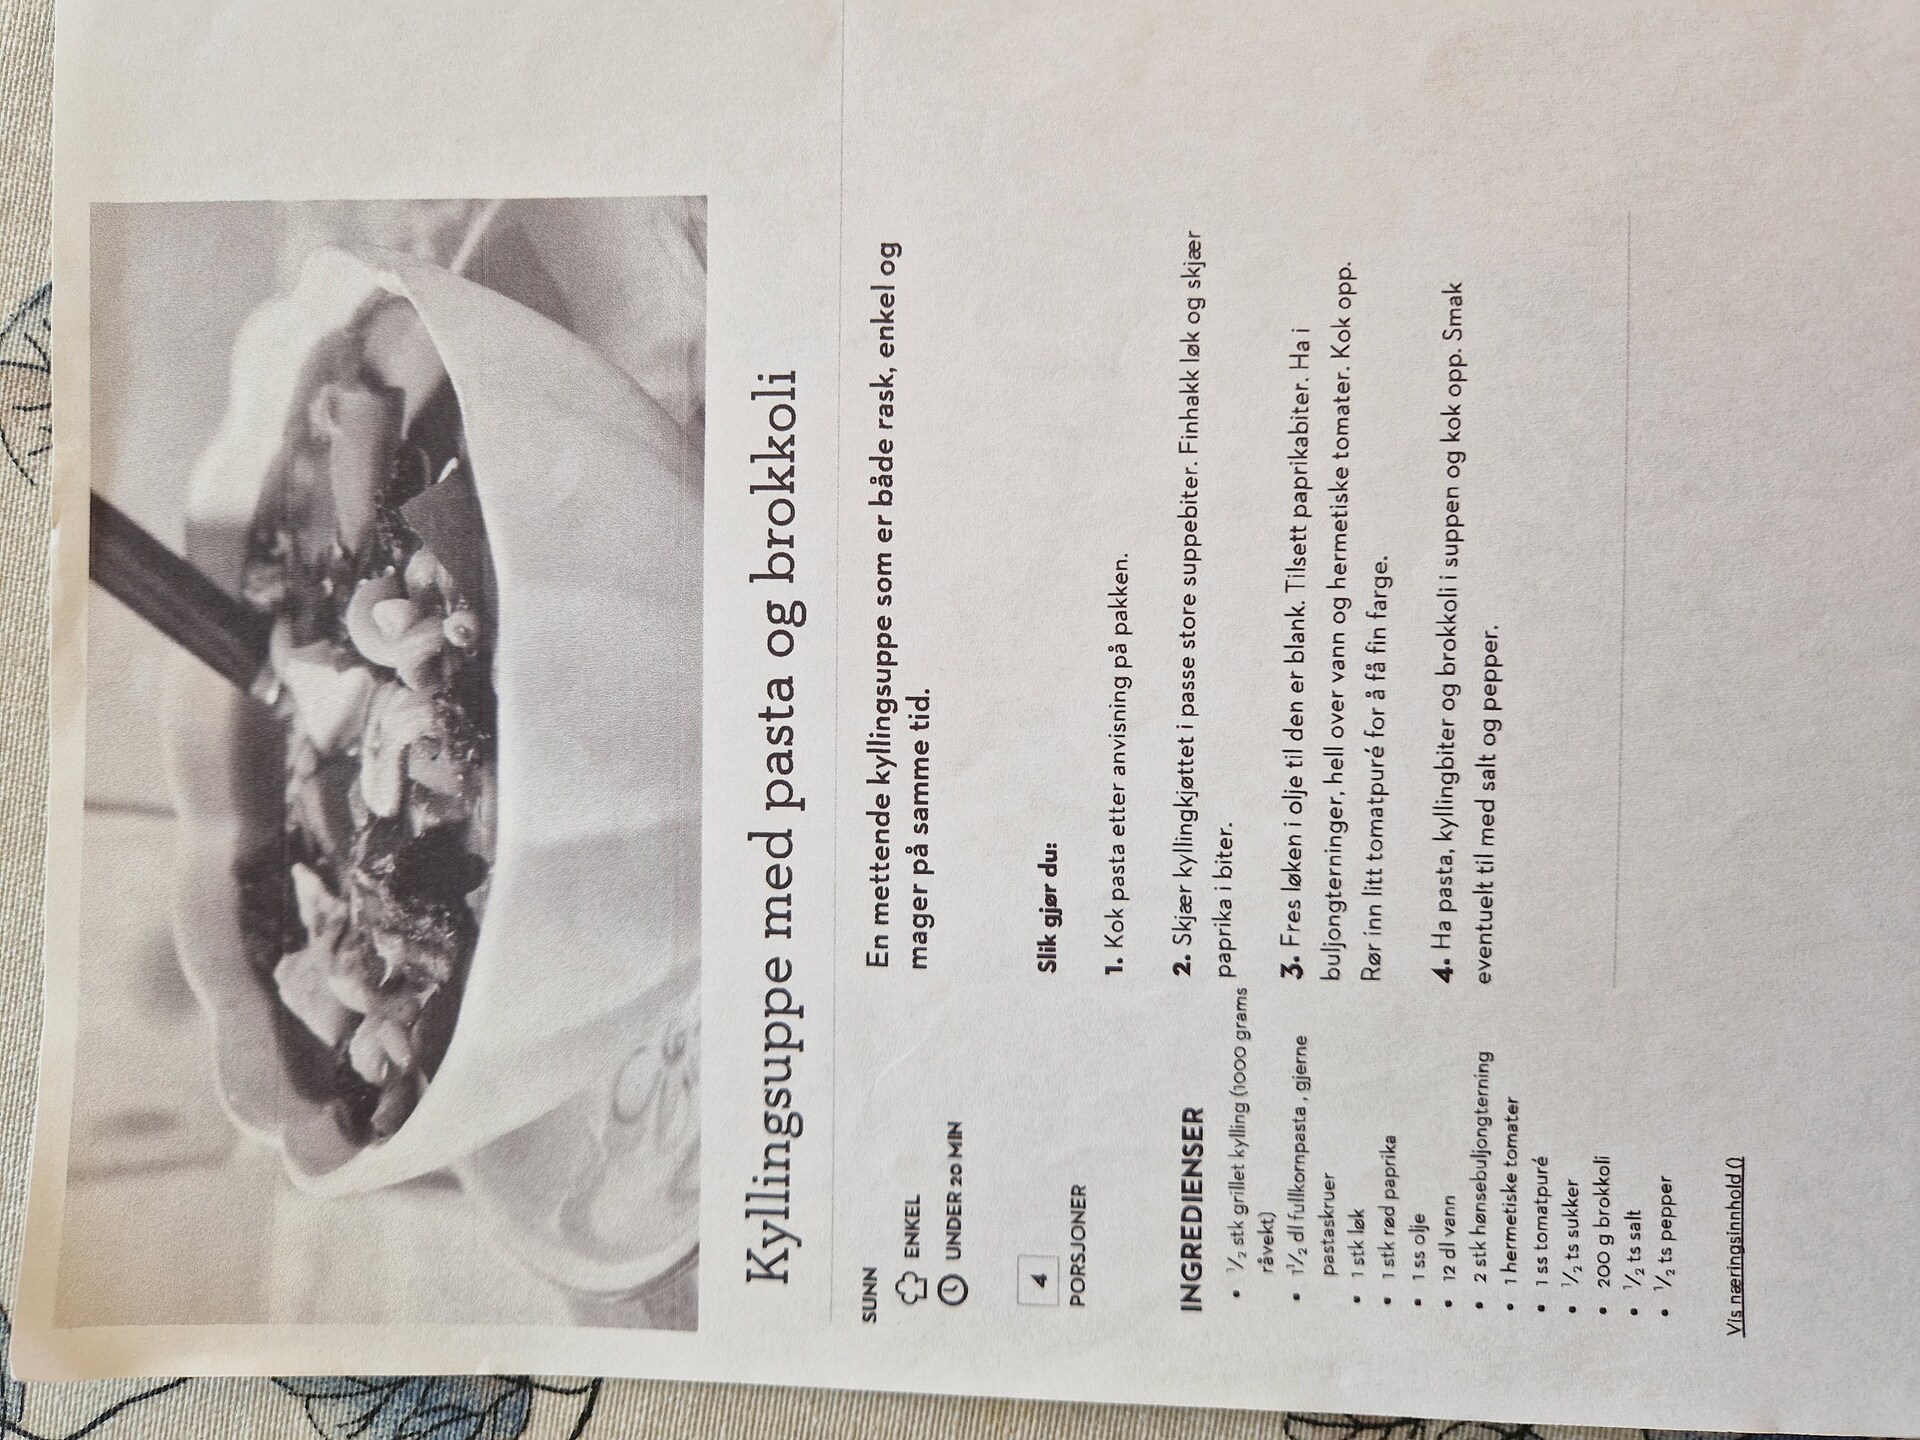 Kyllingsuppe med pasta og brokkoli
SUNN
ENKEL
UNDER 20 MIN
4
PORSJONER
INGREDIENSER
• 1/2 stk grillet kylling (1000 grams
råvekt)
• 11/2 dl fullkornpasta , gjerne
pastaskruer
• 1 stk løk
• 1 stk rød paprika
• 1 ss olje
• 12 dl vann
• 2 stk hønsebuljongterning
• 1 hermetiske tomater
• 1 ss tomatpuré
• 1/2 ts sukker
• 200 g brokkoli
• 1/2 ts salt
• 1/2 ts pepper
Vis næringsinnhold ()
En mettende kyllingsuppe som er både rask, enkel og
mager på samme tid.
Slik gjør du:
1. Kok pasta etter anvisning på pakken.
2. Skjær kyllingkjøttet i passe store suppebiter. Finhakk løk og skjær
paprika i biter.
3. Fres løken i olje til den er blank. Tilsett paprikabiter. Ha i
buljongterninger, hell over vann og hermetiske tomater. Kok opp.
Rør inn litt tomatpuré for å få fin farge.
4. Ha pasta, kyllingbiter og brokkoli i suppen og kok opp. Smak
eventuelt til med salt og pepper.